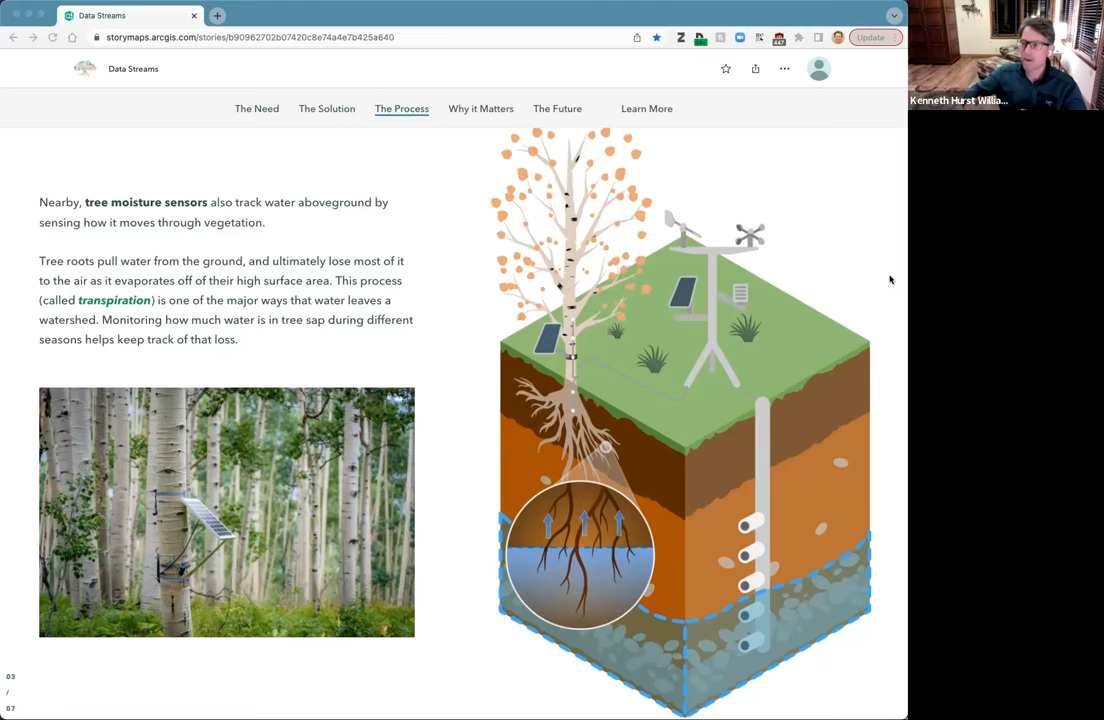 Data Streams
storymaps.arcgis.com/stories/b90962702b07420c8e74a4e7b425a640
447
Update
Data Streams
The Need
The Solution
The Process
Why it Matters
The Future
Learn More
Kenneth Hurst Willia...
Nearby, tree moisture sensors also track water aboveground by
sensing how it moves through vegetation.
Tree roots pull water from the ground, and ultimately lose most of it
to the air as it evaporates off of their high surface area. This process
(called transpiration) is one of the major ways that water leaves a
watershed. Monitoring how much water is in tree sap during different
seasons helps keep track of that loss.
03
/
07